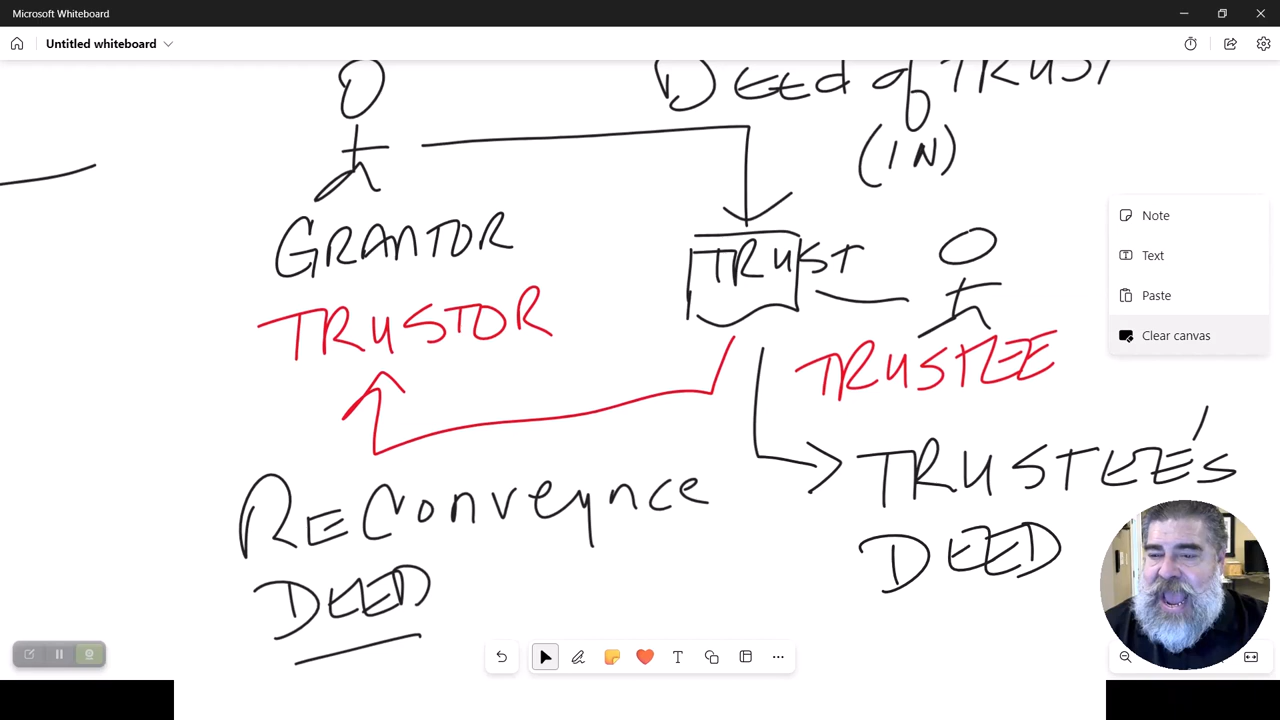 Microsoft Whiteboard
Untitled whiteboard
DEEd of TRUST
(IN)
GRANTOR
TRUSTOR
TRUST
TRUSTEE
Note
Text
Paste
Clear canvas
REConveynce
DEED
TRUSTEE's
DEED